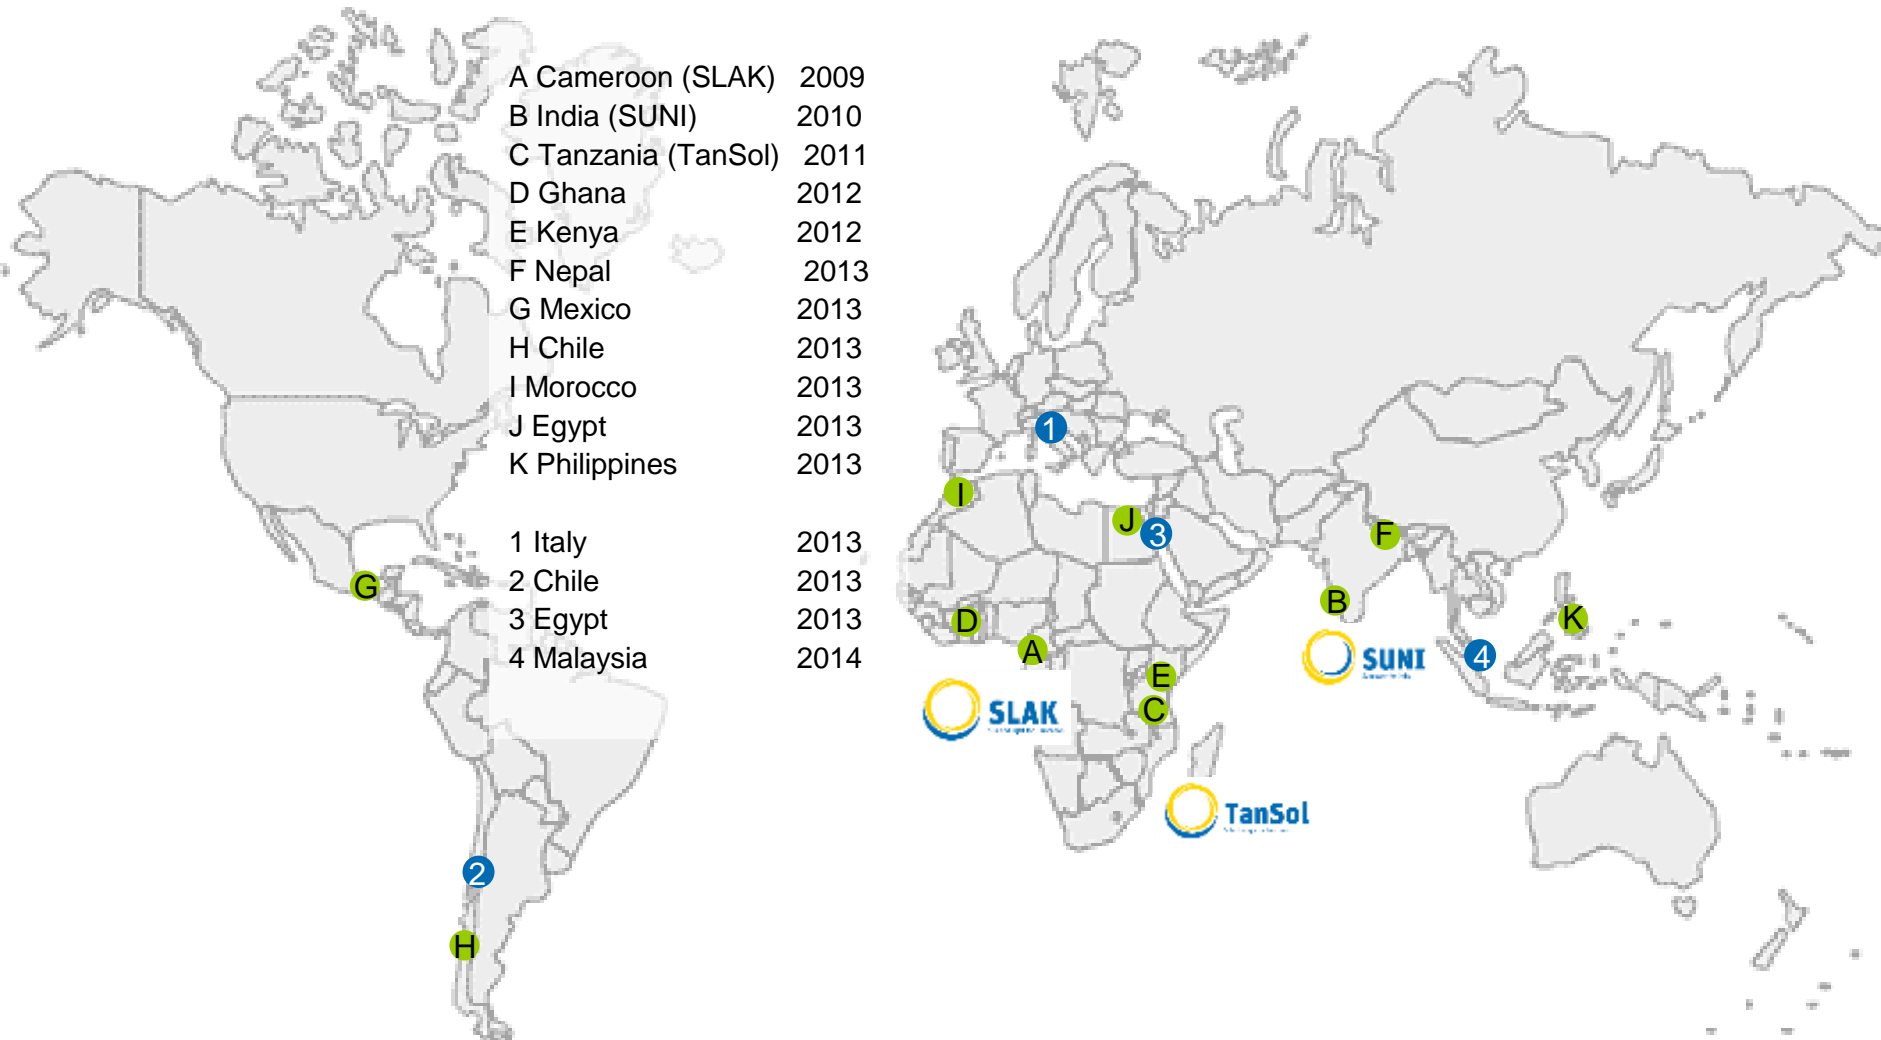 A Cameroon (SLAK) 2009
B India (SUNI) 2010
C Tanzania (TanSol) 2011
D Ghana 2012
E Kenya 2012
F Nepal 2013
G Mexico 2013
H Chile 2013
I Morocco 2013
J Egypt 2013
K Philippines 2013
1 Italy 2013
2 Chile 2013
3 Egypt 2013
4 Malaysia 2014
1
I
J
3
F
G
B
D
K
A
SUNI
4
E
SLAK
C
TanSol
2
H